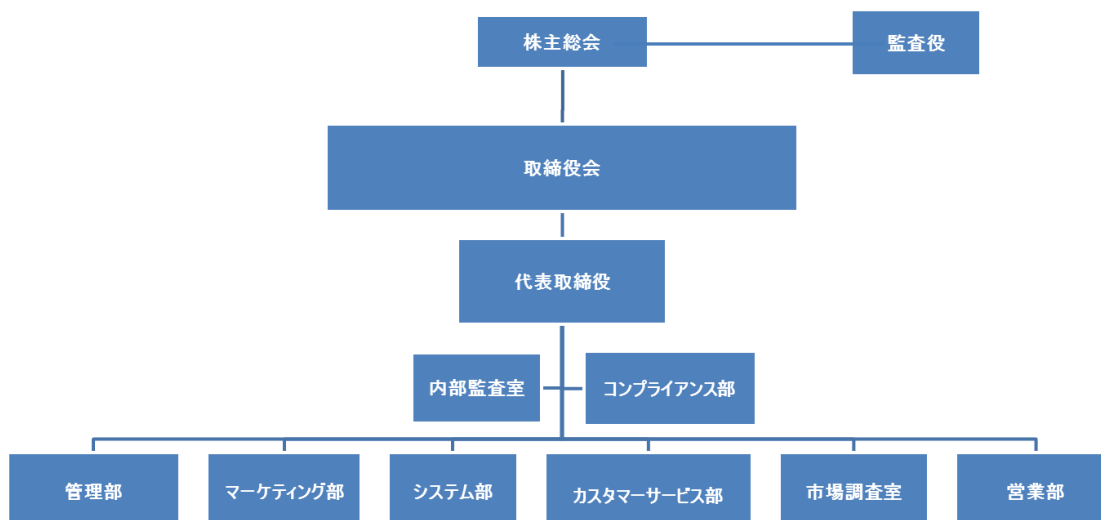 株主総会
監査役
取締役会
代表取締役
内部監査室
コンプライアンス部
管理部
マーケティング部
システム部
カスタマーサービス部
市場調査室
営業部